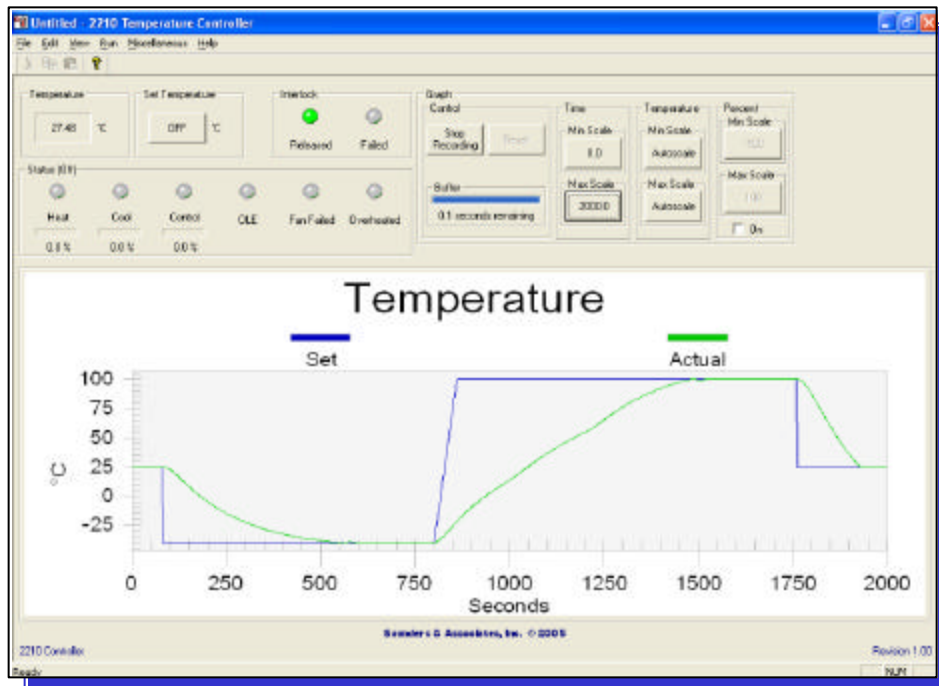 Untitled - 2210 Temperature Controller
File Edit View Run Miscellaneous Help
Temperature
27.48 °C
Set Temperature
OFF °C
Interlock
Released Failed
Graph
Control
Stop Recording
Reset
Buffer
0.1 seconds remaining
Time
Min Scale
0.0
Max Scale
2000.0
Temperature
Min Scale
Autoscale
Max Scale
Autoscale
Percent
Min Scale
Max Scale
On
Heat Cool Control OLE Fan Failed Overheated
0.0 % 0.0 % 0.0 %
Temperature
Set Actual
°C
100
75
50
25
0
-25
0 250 500 750 1000 1250 1500 1750 2000
Seconds
Saunders & Associates, Inc. © 2005
2210 Controller Revision 1.00
Ready NUM